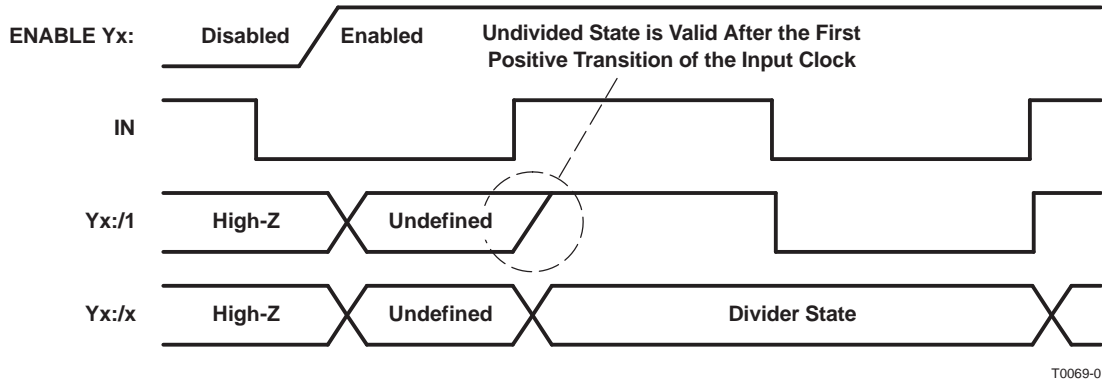 ENABLE Yx: Disabled Enabled Undivided State is Valid After the First
Positive Transition of the Input Clock
IN
Yx:/1 High-Z Undefined
Yx:/x High-Z Undefined Divider State
T0069-0